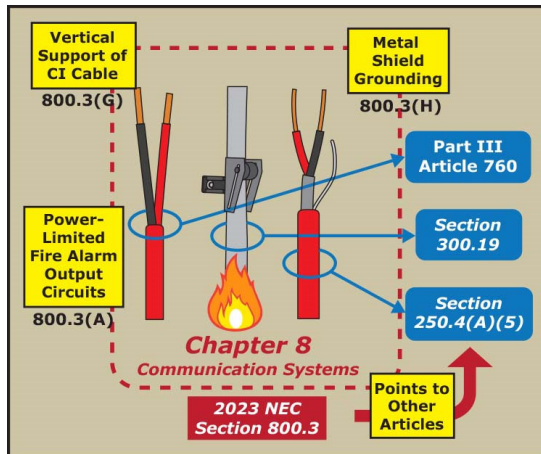 Vertical
Support of
CI Cable
800.3(G)
Metal
Shield
Grounding
800.3(H)
Part III
Article 760
Power-
Limited
Fire Alarm
Output
Circuits
800.3(A)
Section
300.19
Section
250.4(A)(5)
Chapter 8
Communication Systems
2023 NEC
Section 800.3
Points to
Other
Articles